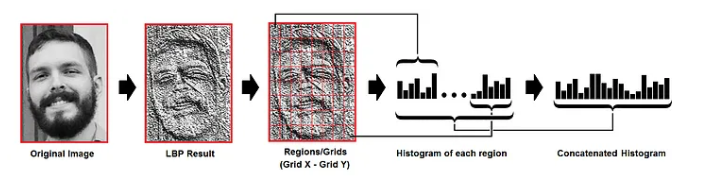 Original Image
LBP Result
Regions/Grids
(Grid X - Grid Y)
Histogram of each region
Concatenated Histogram